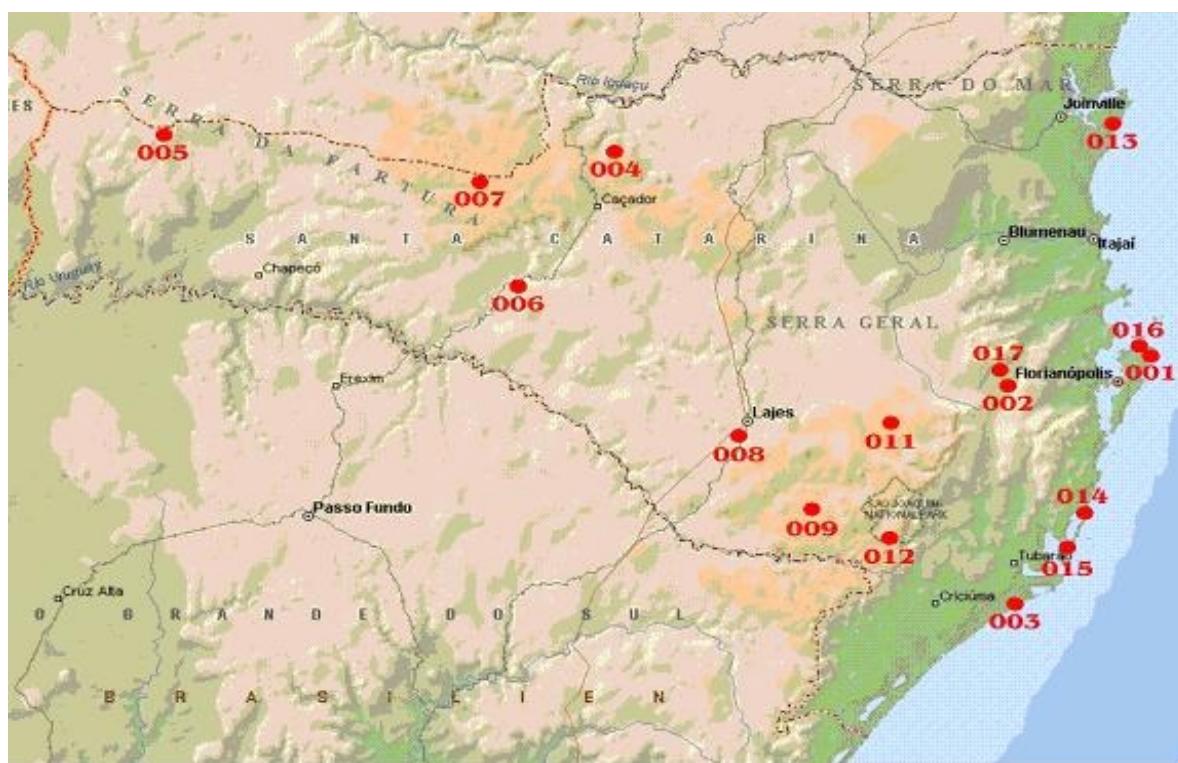 Rio Iguaçu
SERRA DO MAR
ES
Joinville
SERRA DA FARTURA
005
013
004
007
Caçador
SANTA CATARINA
Blumenau
Itajaí
Rio Uruguay
Chapecó
006
SERRA GERAL
016
017
001
Florianópolis
Erexim
002
Lajes
011
008
SAO JOAQUIM
NATIONAL PARK
014
Passo Fundo
009
012
Tubarão
015
Cruz Alta
Criciúma
003
O GRANDE DO SUL
BRASILIEN